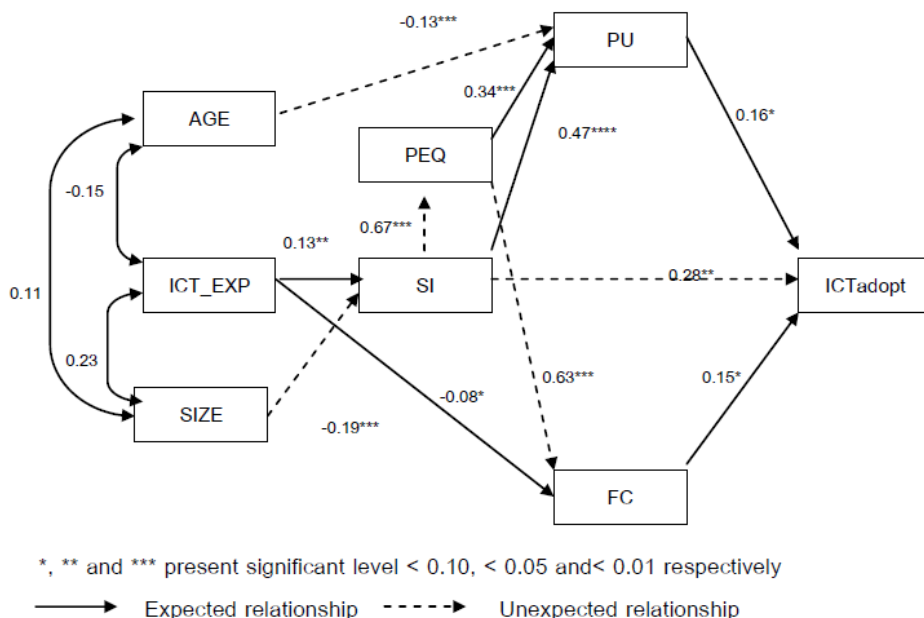 -0.13***
PU
0.34***
AGE
0.16*
0.47****
PEQ
-0.15
0.67***
0.13**
ICT_EXP
SI
0.28**
ICTadopt
0.11
0.23
0.63***
0.15*
-0.08*
SIZE
-0.19***
FC
*, ** and *** present significant level < 0.10, < 0.05 and< 0.01 respectively
Expected relationship
Unexpected relationship